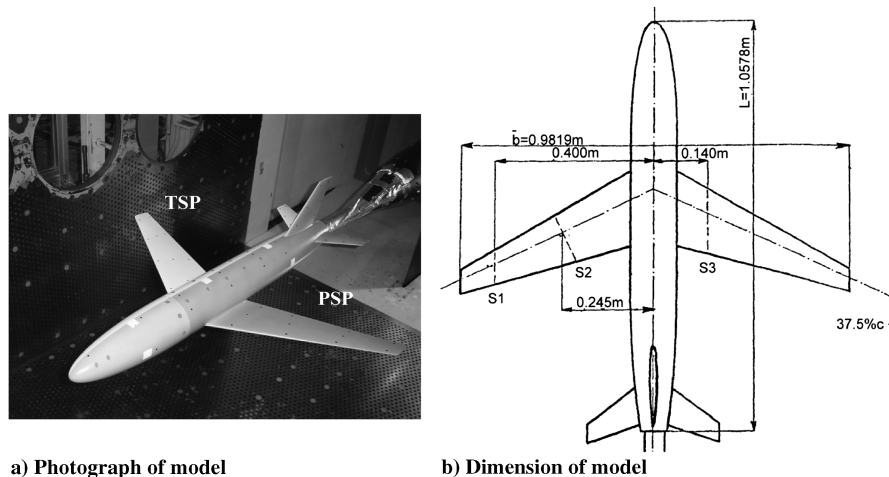 TSP
PSP
a) Photograph of model
L=1.0578m
b̄=0.9819m
0.400m
0.140m
S1
S2
S3
0.245m
37.5%c
b) Dimension of model